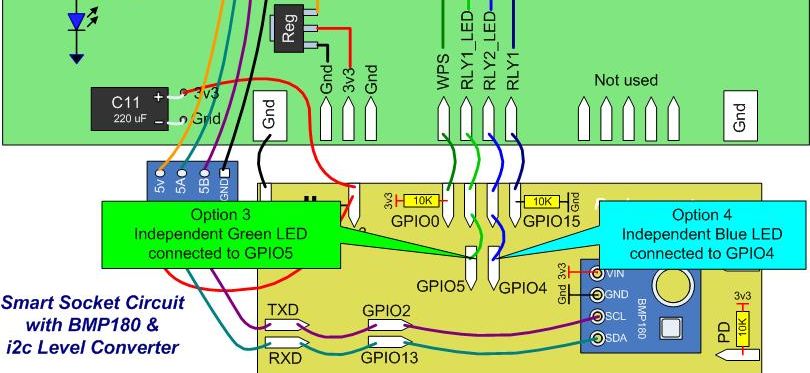 Reg
Gnd
3v3
Gnd
WPS
RLY1_LED
RLY2_LED
RLY1
Not used
C11
220 uF
+
−
3v3
Gnd
Gnd
Gnd
5v
5A
5B
GND
3v3
10K
GPIO0
10K
Gnd
GPIO15
Option 3
Independent Green LED
connected to GPIO5
Option 4
Independent Blue LED
connected to GPIO4
GPIO5
GPIO4
3v3
Gnd
VIN
GND
SCL
SDA
BMP180
3v3
10K
PD
Smart Socket Circuit
with BMP180 &
i2c Level Converter
TXD
GPIO2
RXD
GPIO13